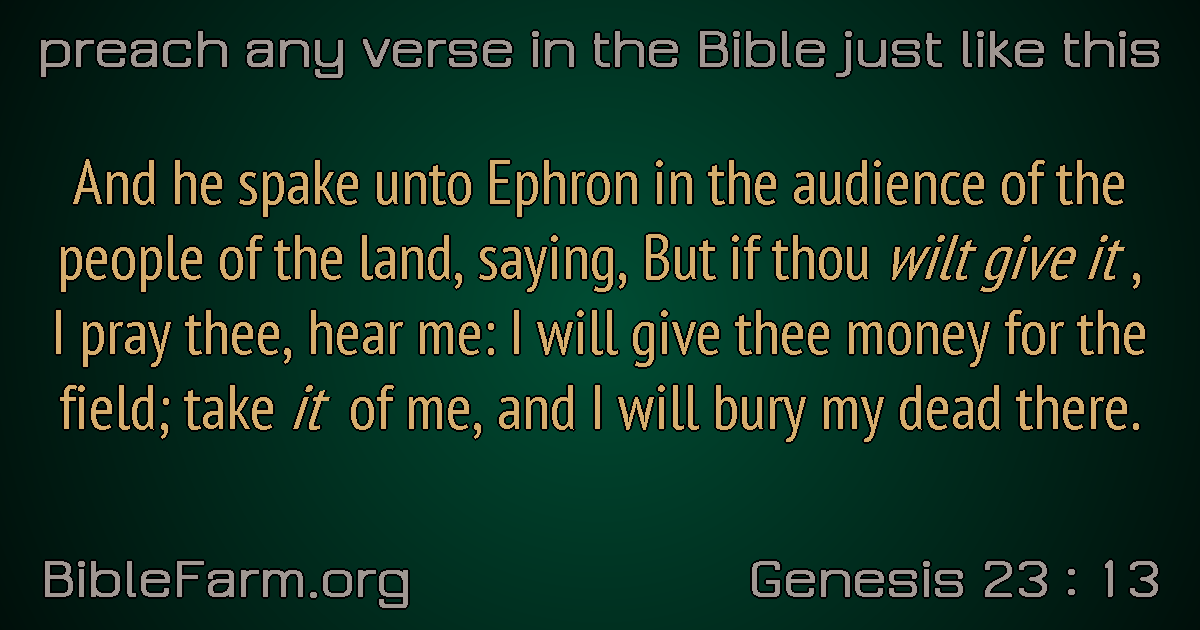 preach any verse in the Bible just like this
And he spake unto Ephron in the audience of the
people of the land, saying, But if thou wilt give it ,
I pray thee, hear me: I will give thee money for the
field; take it of me, and I will bury my dead there.
BibleFarm.org
Genesis 23 : 13